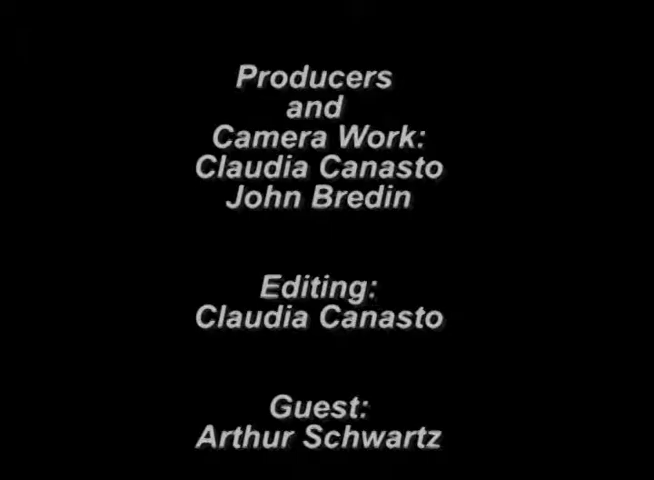 Producers
and
Camera Work:
Claudia Canasto
John Bredin
Editing:
Claudia Canasto
Guest:
Arthur Schwartz